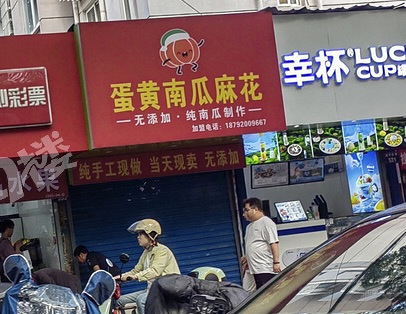 蛋黄南瓜麻花
—无添加·纯南瓜制作—
加盟电话：18792009667
纯手工现做 当天现卖 无添加
彩票
幸杯 LUC
CUP